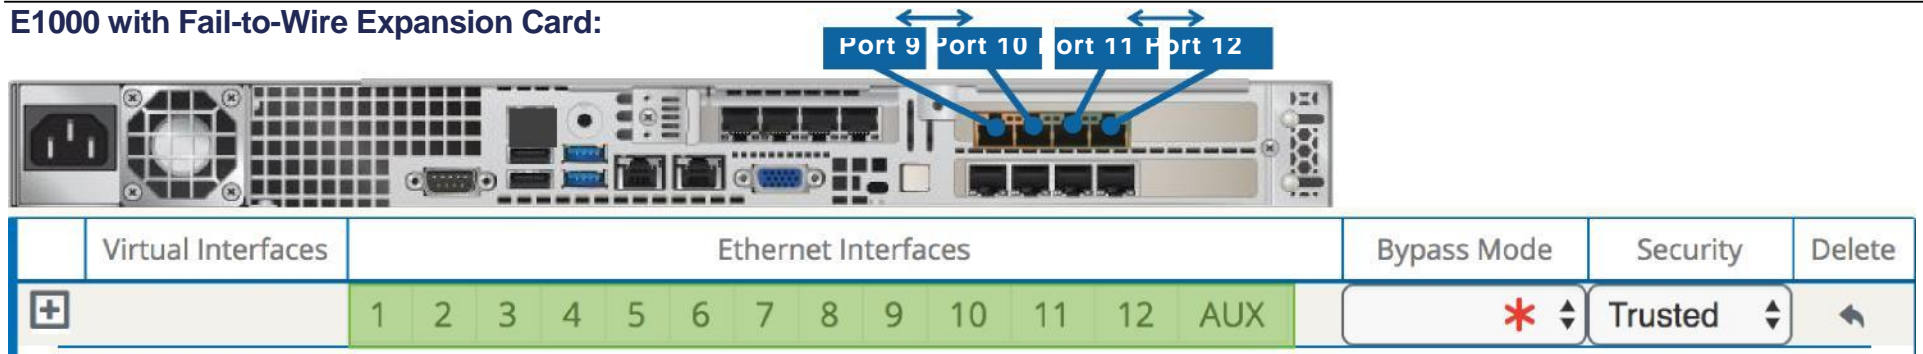 E1000 with Fail-to-Wire Expansion Card:
Port 9 Port 10 Port 11 Port 12
Virtual Interfaces Ethernet Interfaces Bypass Mode Security Delete
1 2 3 4 5 6 7 8 9 10 11 12 AUX * Trusted